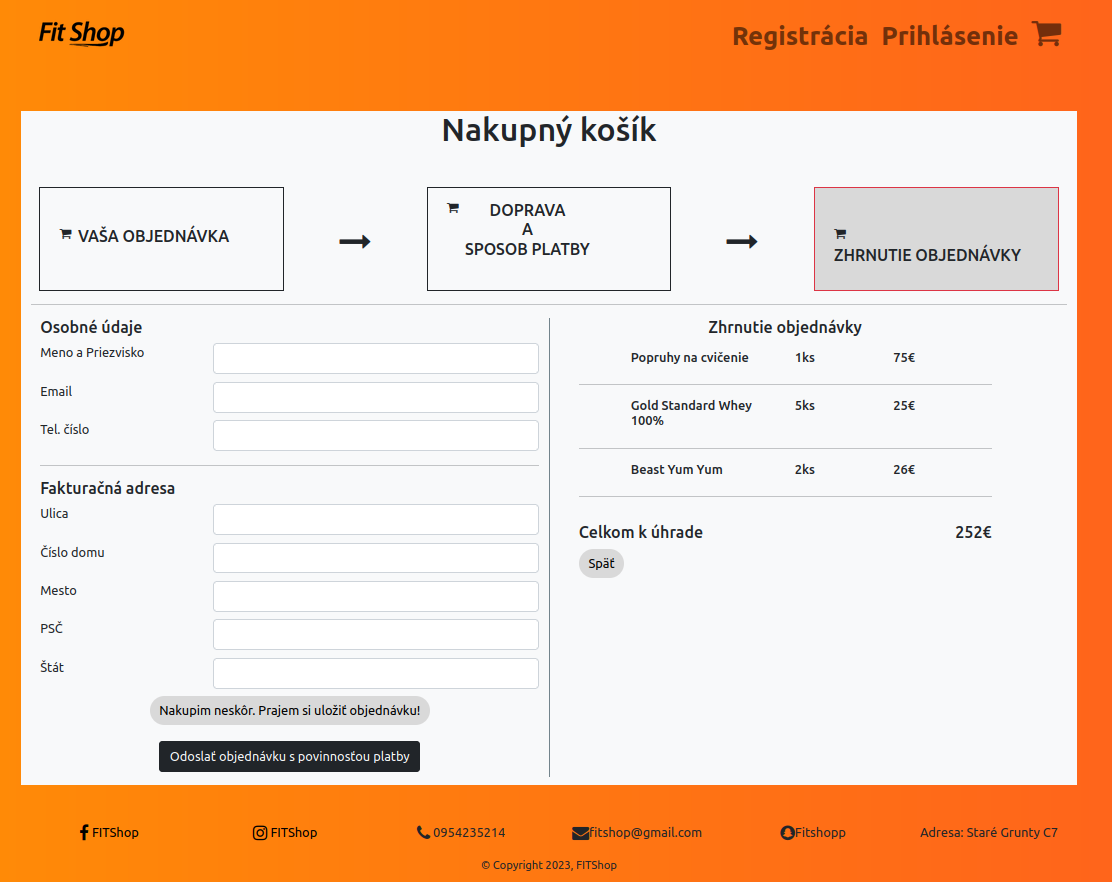 Fit Shop
Registrácia Prihlásenie
Nakupný košík
VAŠA OBJEDNÁVKA
DOPRAVA
A
SPOSOB PLATBY
ZHRNUTIE OBJEDNÁVKY
Osobné údaje
Meno a Priezvisko
Email
Tel. číslo
Fakturačná adresa
Ulica
Číslo domu
Mesto
PSČ
Štát
Nakupim neskôr. Prajem si uložiť objednávku!
Odoslať objednávku s povinnosťou platby
Zhrnutie objednávky
Popruhy na cvičenie 1ks 75€
Gold Standard Whey 5ks 25€
100%
Beast Yum Yum 2ks 26€
Celkom k úhrade 252€
Späť
FITShop FITShop 0954235214 fitshop@gmail.com Fitshopp Adresa: Staré Grunty C7
© Copyright 2023, FITShop